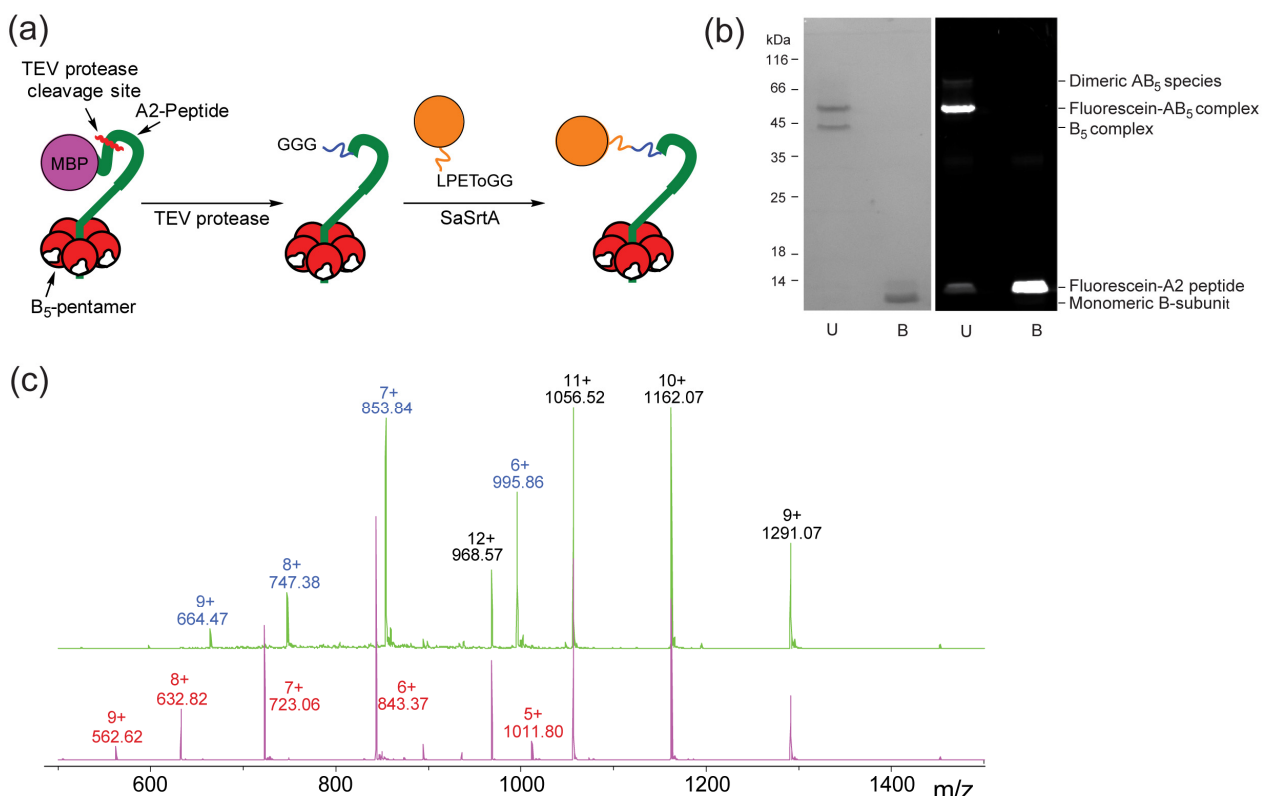 (a)
TEV protease
cleavage site
A2-Peptide
MBP
B5-pentamer
TEV protease
GGG
LPEToGG
SaSrtA
(b)
kDa
116
66
45
35
25
18
14
U
B
U
B
Dimeric AB5 species
Fluorescein-AB5 complex
B5 complex
Fluorescein-A2 peptide
Monomeric B-subunit
(c)
9+
664.47
8+
747.38
7+
853.84
12+
968.57
6+
995.86
11+
1056.52
10+
1162.07
9+
1291.07
9+
562.62
8+
632.82
7+
723.06
6+
843.37
5+
1011.80
600
800
1000
1200
1400
m/z